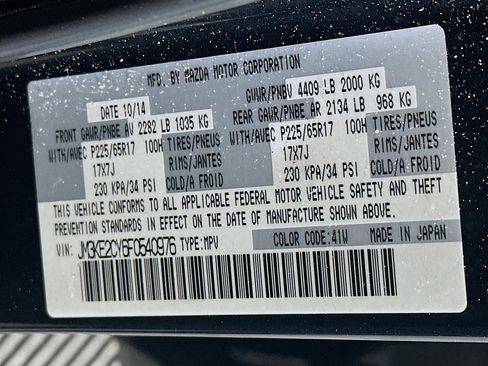 MFD. BY MAZDA MOTOR CORPORATION
DATE 10/14
GVWR/PNBV 4409 LB 2000 KG
FRONT GAWR/PNBE AV 2282 LB 1035 KG
REAR GAWR/PNBE AR 2134 LB 968 KG
WITH/AVEC P225/65R17 100H TIRES/PNEUS
WITH/AVEC P225/65R17 100H TIRES/PNEUS
17X7J RIMS/JANTES
17X7J RIMS/JANTES
230 KPA/34 PSI COLD/A FROID
230 KPA/34 PSI COLD/A FROID
THIS VEHICLE CONFORMS TO ALL APPLICABLE FEDERAL MOTOR VEHICLE SAFETY AND THEFT
PREVENTION STANDARDS IN EFFECT ON THE DATE OF MANUFACTURE SHOWN ABOVE.
VIN: JM3KE2CY6F0540976 TYPE:MPV
COLOR CODE:41W MADE IN JAPAN